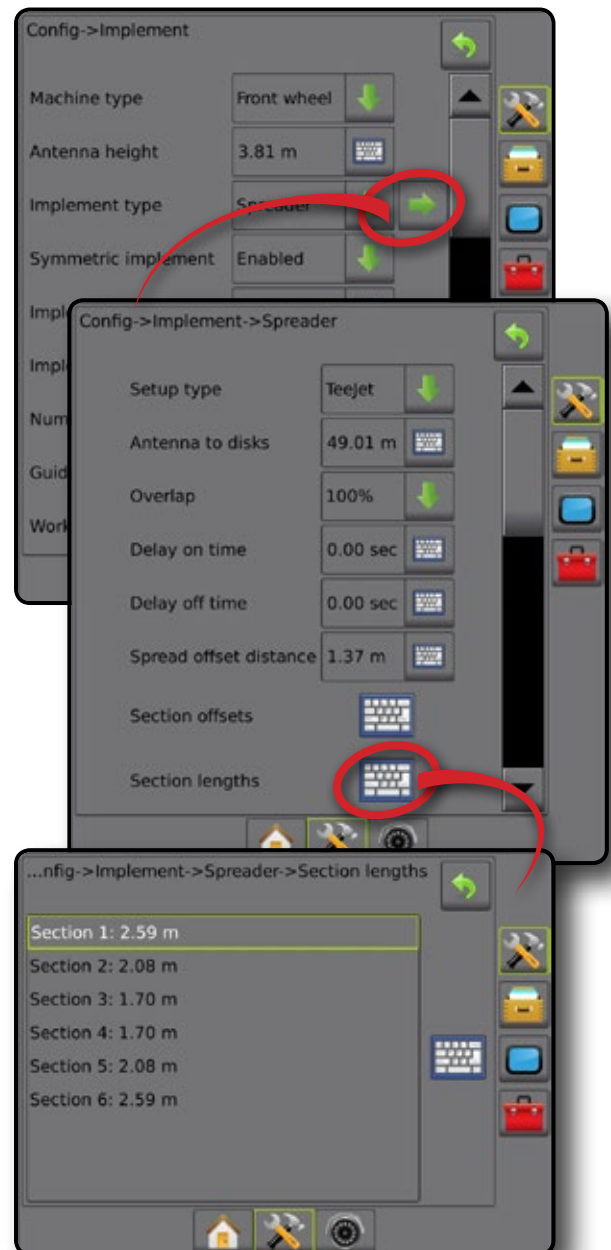 Config->Implement
Machine type Front wheel
Antenna height 3.81 m
Implement type Spreader
Symmetric implement Enabled
Config->Implement->Spreader
Setup type TeeJet
Antenna to disks 49.01 m
Overlap 100%
Delay on time 0.00 sec
Delay off time 0.00 sec
Spread offset distance 1.37 m
Section offsets
Section lengths
...nfig->Implement->Spreader->Section lengths
Section 1: 2.59 m
Section 2: 2.08 m
Section 3: 1.70 m
Section 4: 1.70 m
Section 5: 2.08 m
Section 6: 2.59 m